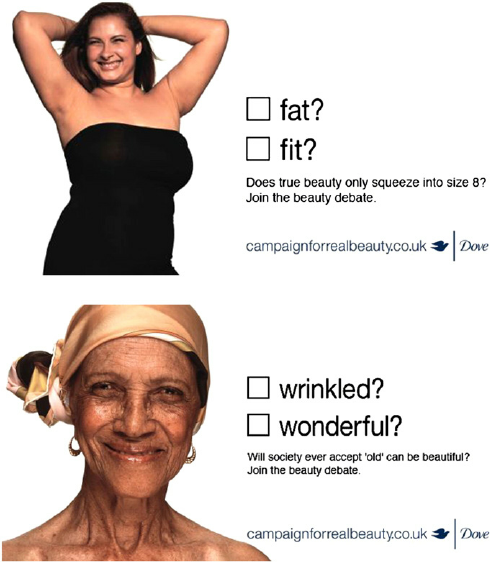 fat?
fit?
Does true beauty only squeeze into size 8?
Join the beauty debate.
campaignforrealbeauty.co.uk Dove
wrinkled?
wonderful?
Will society ever accept 'old' can be beautiful?
Join the beauty debate.
campaignforrealbeauty.co.uk Dove